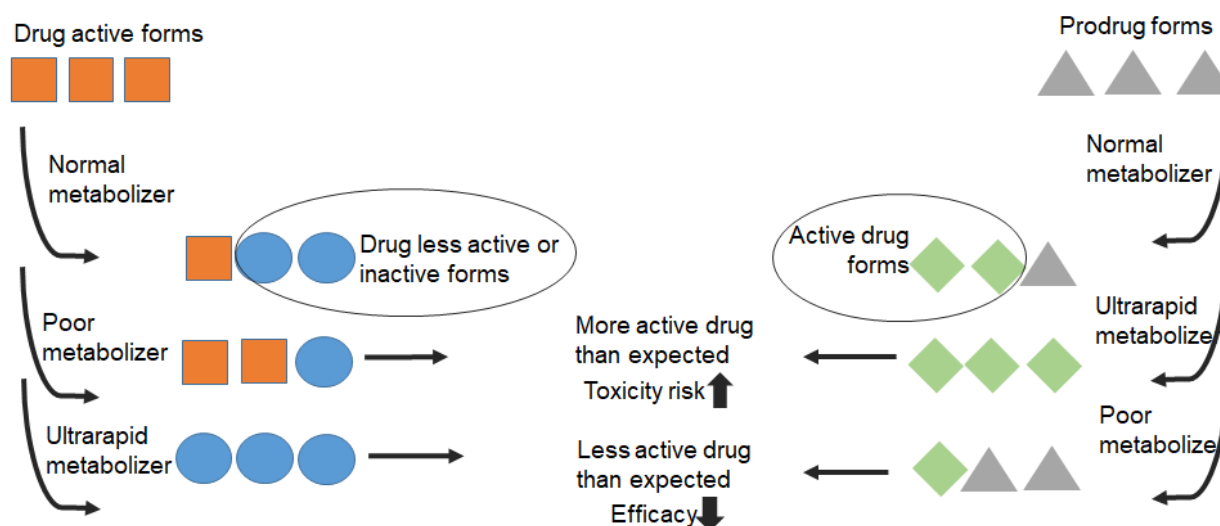 Drug active forms
Prodrug forms
Normal
metabolizer
Normal
metabolizer
Drug less active or
inactive forms
Active drug
forms
Poor
metabolizer
More active drug
than expected
Toxicity risk
Ultrarapid
metabolize
Ultrarapid
metabolizer
Less active drug
than expected
Efficacy
Poor
metabolize